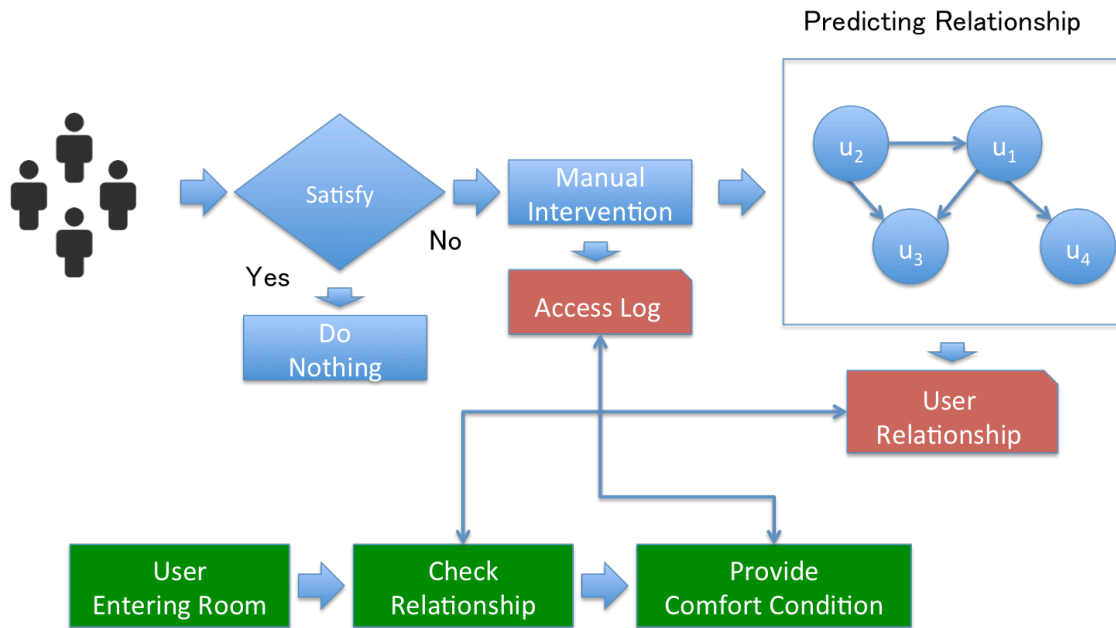 Predicting Relationship
u₂
u₁
Satisfy
Manual
Intervention
No
u₃
u₄
Yes
Access Log
Do
Nothing
User
Relationship
User
Entering Room
Check
Relationship
Provide
Comfort Condition